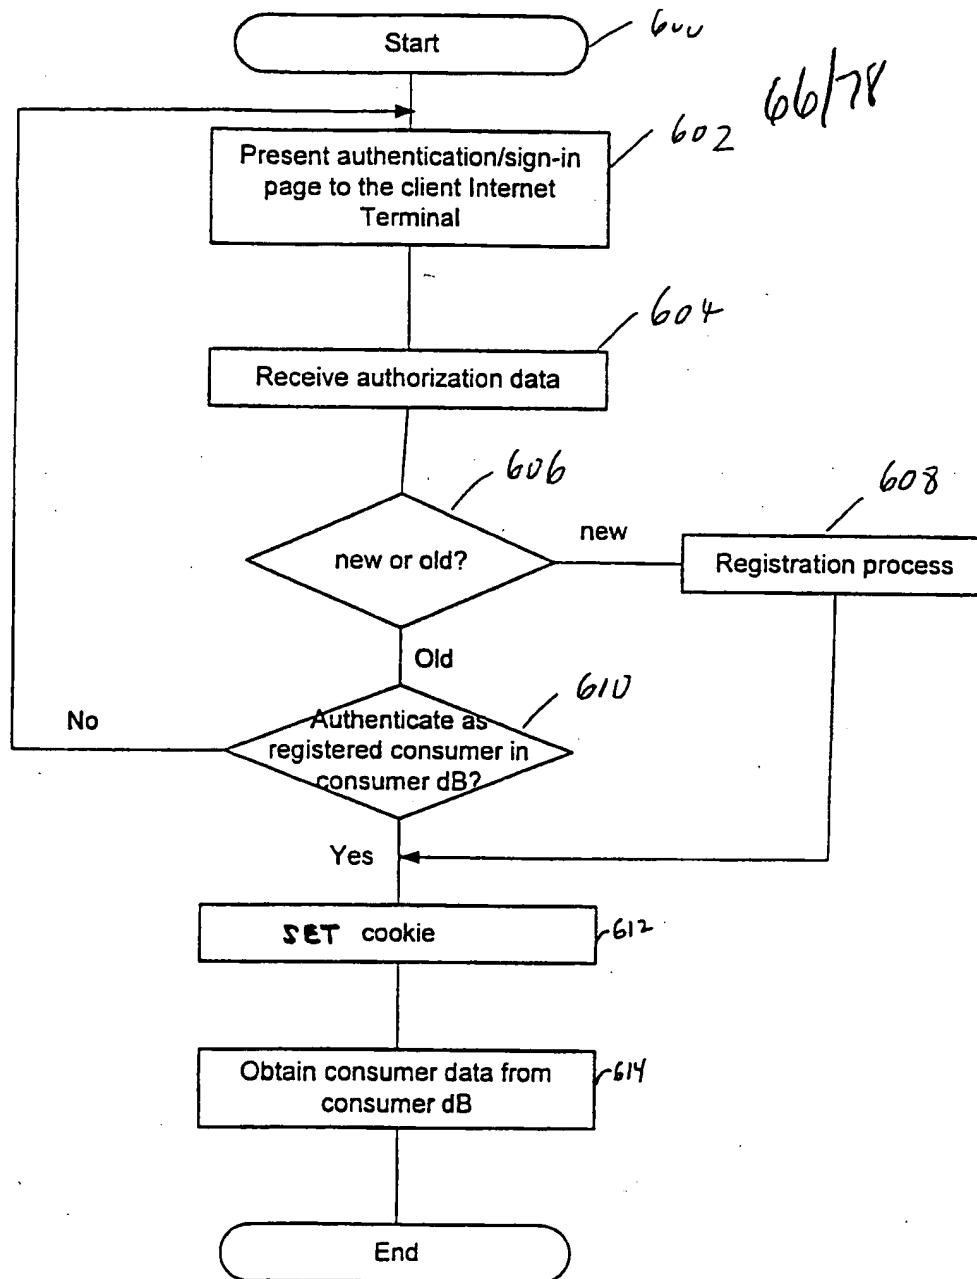 Start
600
66/78
602
Present authentication/sign-in
page to the client Internet
Terminal
604
Receive authorization data
606
608
new or old?
new
Registration process
Old
610
No
Authenticate as
registered consumer in
consumer dB?
Yes
SET cookie
612
Obtain consumer data from
consumer dB
614
End